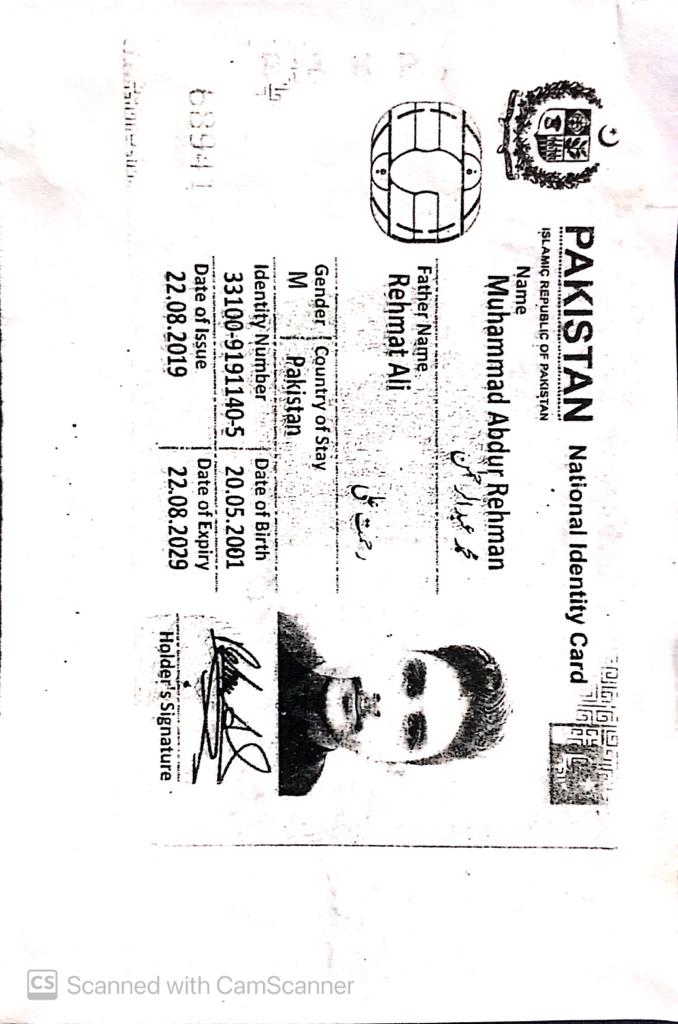 PAKISTAN National Identity Card
ISLAMIC REPUBLIC OF PAKISTAN
Name
Muhammad Abdur Rehman
محمد عبدالرحمن
Father Name
Rehmat Ali
رحمت علی
Gender Country of Stay
M Pakistan
Identity Number Date of Birth
33100-9191140-5 20.05.2001
Date of Issue Date of Expiry
22.08.2019 22.08.2029
Holder's Signature
68941
CS Scanned with CamScanner